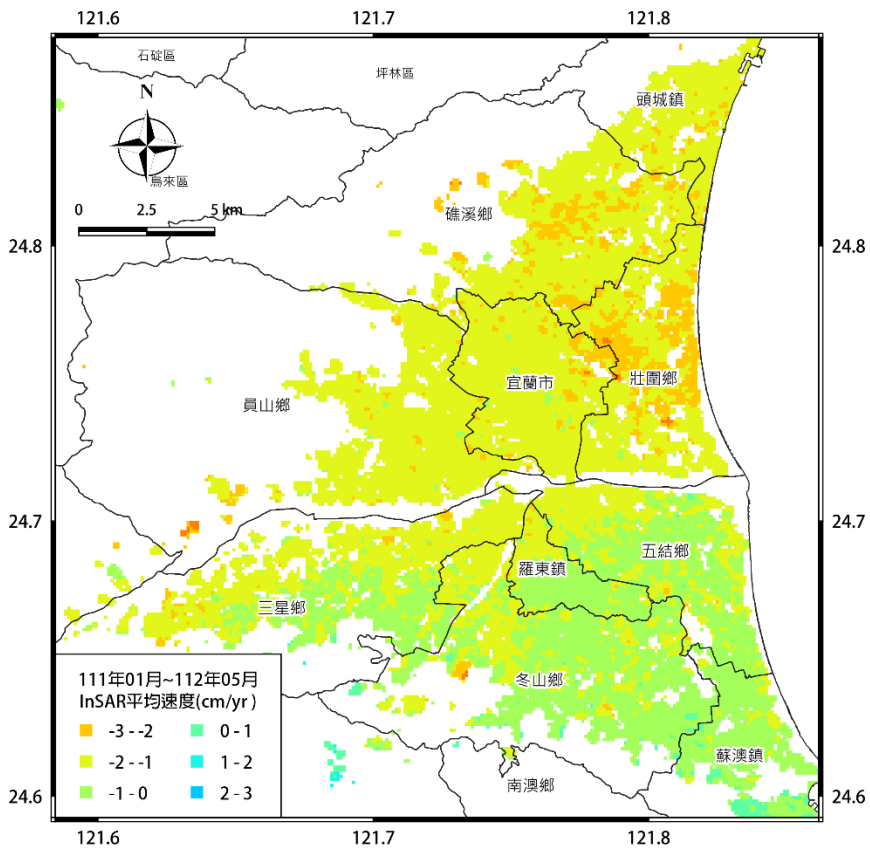 121.6 121.7 121.8
石碇區
坪林區
N
頭城鎮
烏來區
0 2.5 5 km
礁溪鄉
24.8 24.8
宜蘭市
壯圍鄉
員山鄉
24.7 24.7
五結鄉
羅東鎮
三星鄉
冬山鄉
111年01月~112年05月
InSAR平均速度(cm/yr)
-3 - -2 0 - 1
-2 - -1 1 - 2
-1 - 0 2 - 3
蘇澳鎮
南澳鄉
24.6 24.6
121.6 121.7 121.8